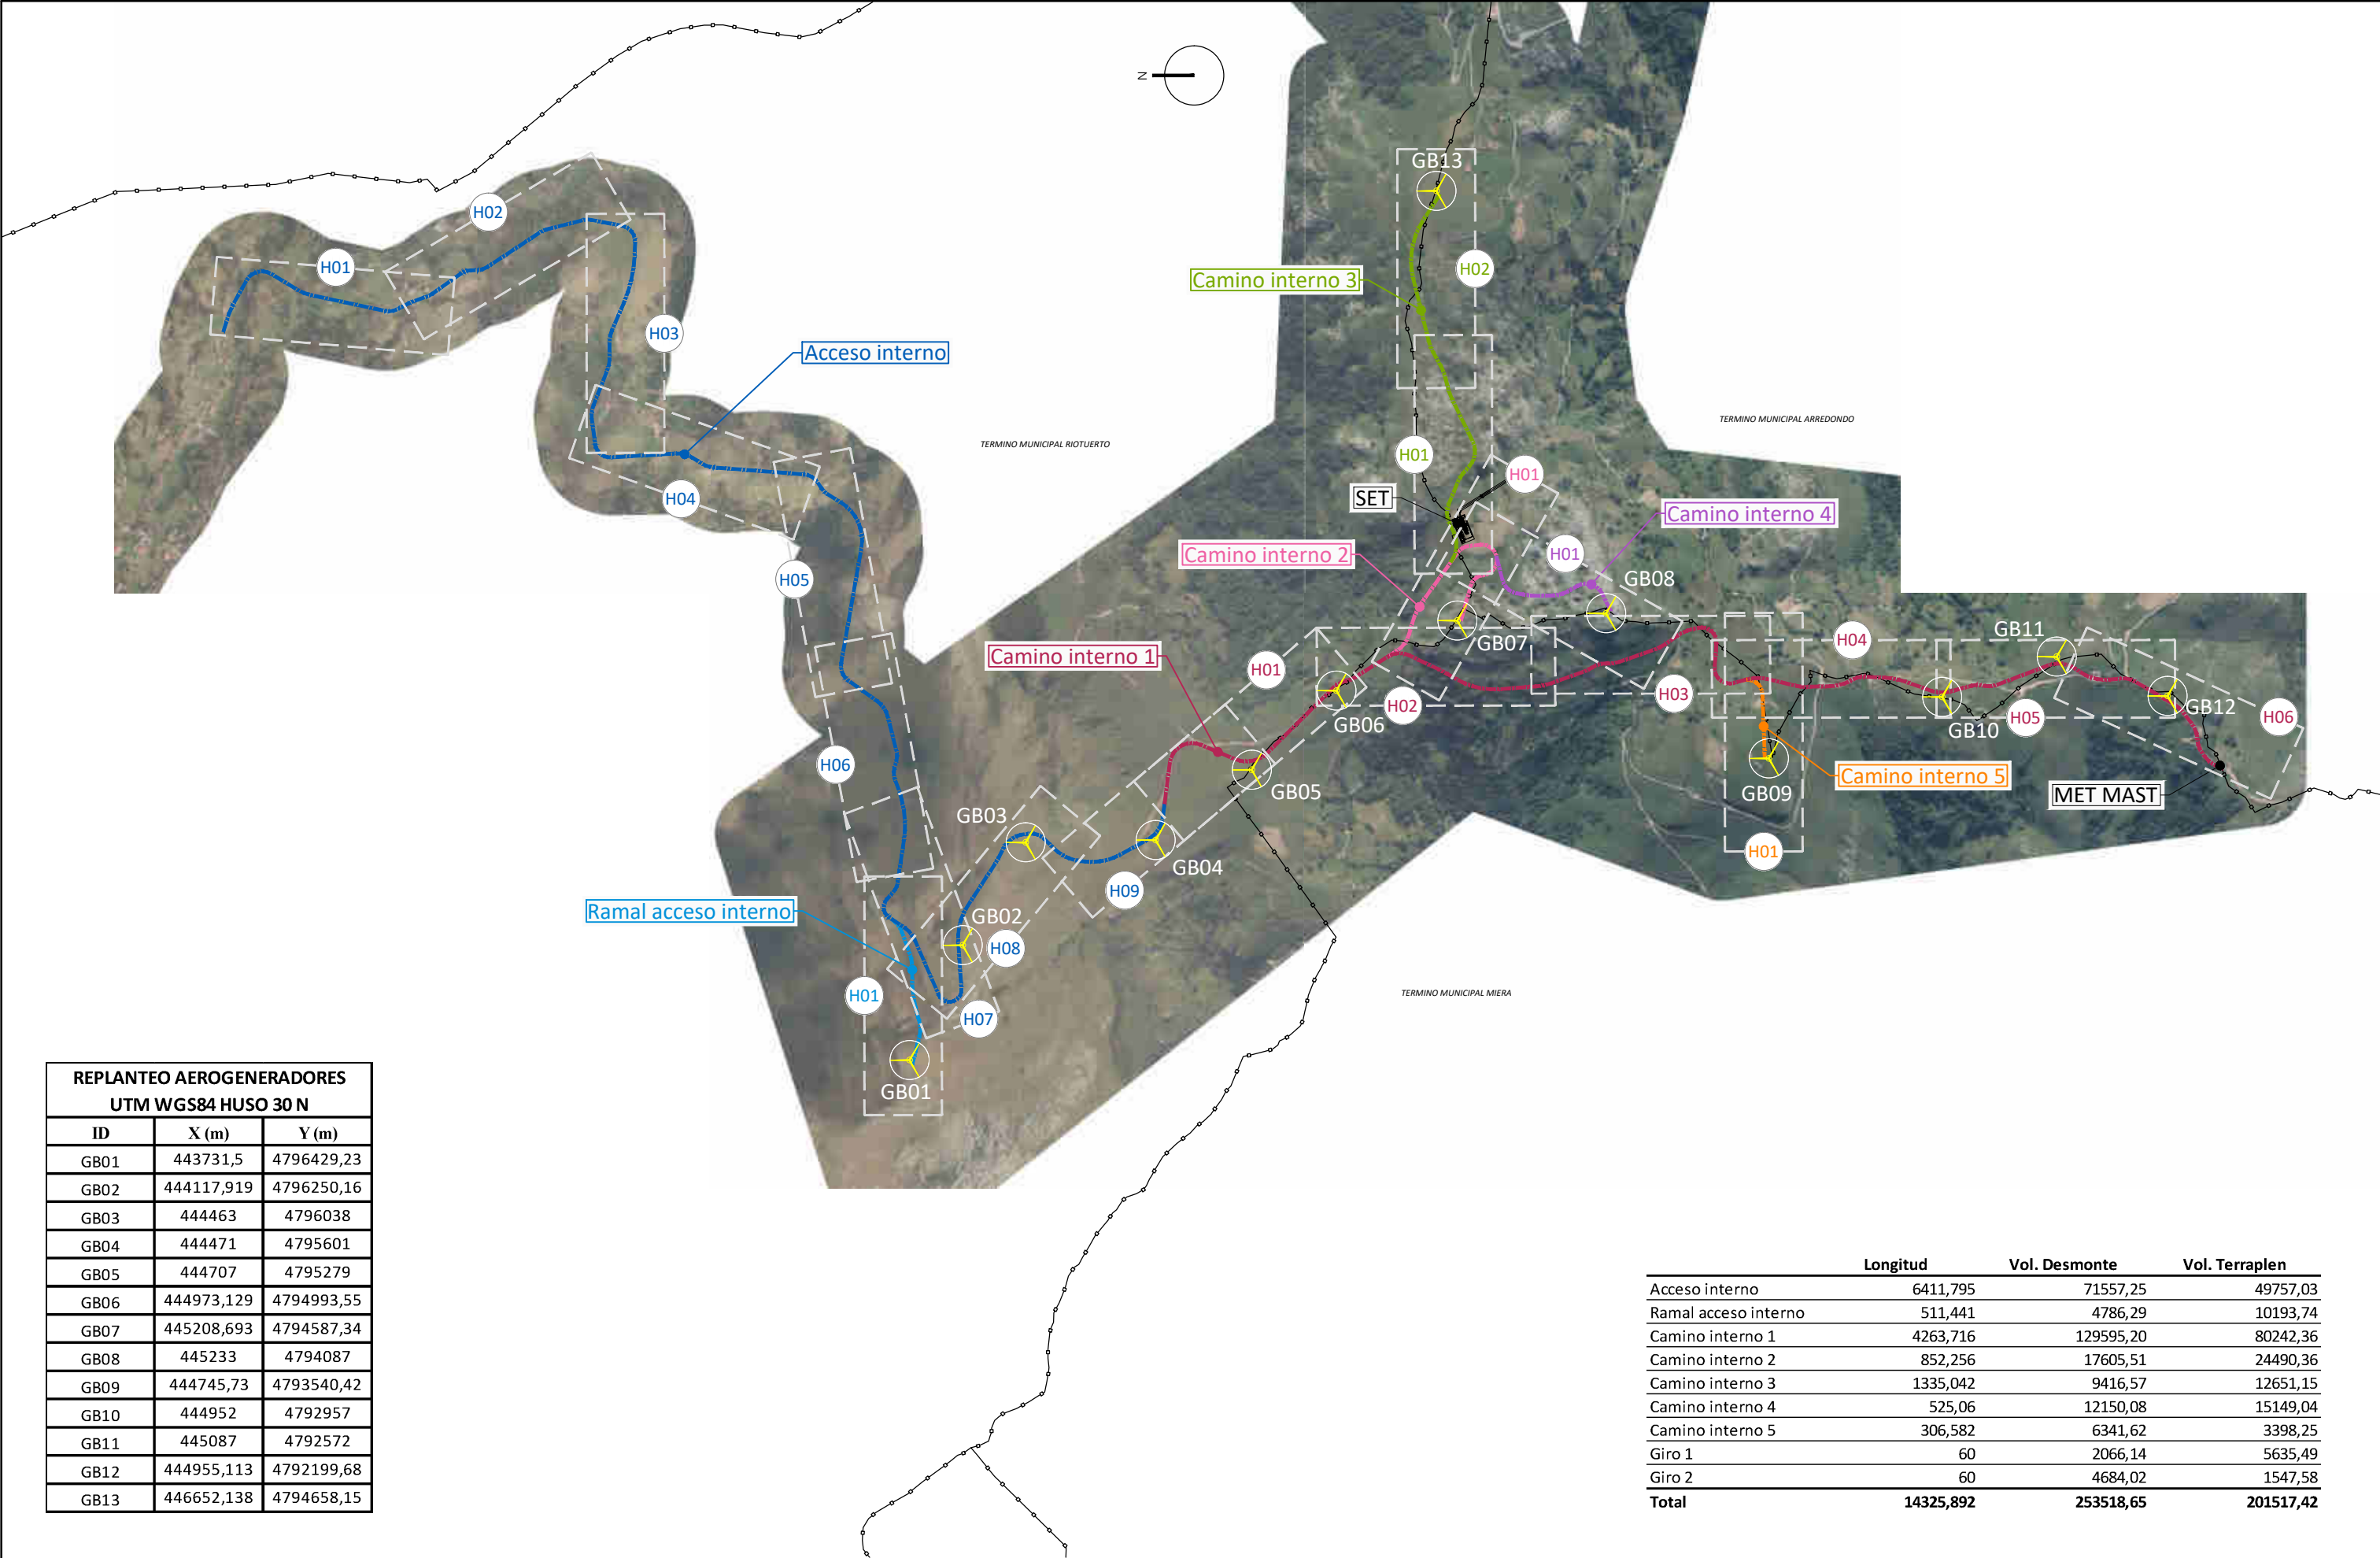 N
GB13
H02
H01
H02
Camino interno 3
H03
Acceso interno
TERMINO MUNICIPAL ARREDONDO
TERMINO MUNICIPAL RIOTUERTO
H01
H01
SET
H04
Camino interno 4
Camino interno 2
H01
GB08
H05
GB11
H04
GB07
Camino interno 1
H01
H03
H02
GB12
H06
GB06
GB10
H05
H06
Camino interno 5
GB05
GB09
MET MAST
GB03
H01
GB04
H09
Ramal acceso interno
GB02
H08
H01
TERMINO MUNICIPAL MIERA
H07
GB01
REPLANTEO AEROGENERADORES
UTM WGS84 HUSO 30 N
ID X (m) Y (m)
GB01 443731,5 4796429,23
GB02 444117,919 4796250,16
GB03 444463 4796038
GB04 444471 4795601
GB05 444707 4795279
GB06 444973,129 4794993,55
GB07 445208,693 4794587,34
GB08 445233 4794087
GB09 444745,73 4793540,42
GB10 444952 4792957
GB11 445087 4792572
GB12 444955,113 4792199,68
GB13 446652,138 4794658,15
Longitud Vol. Desmonte Vol. Terraplen
Acceso interno 6411,795 71557,25 49757,03
Ramal acceso interno 511,441 4786,29 10193,74
Camino interno 1 4263,716 129595,20 80242,36
Camino interno 2 852,256 17605,51 24490,36
Camino interno 3 1335,042 9416,57 12651,15
Camino interno 4 525,06 12150,08 15149,04
Camino interno 5 306,582 6341,62 3398,25
Giro 1 60 2066,14 5635,49
Giro 2 60 4684,02 1547,58
Total 14325,892 253518,65 201517,42